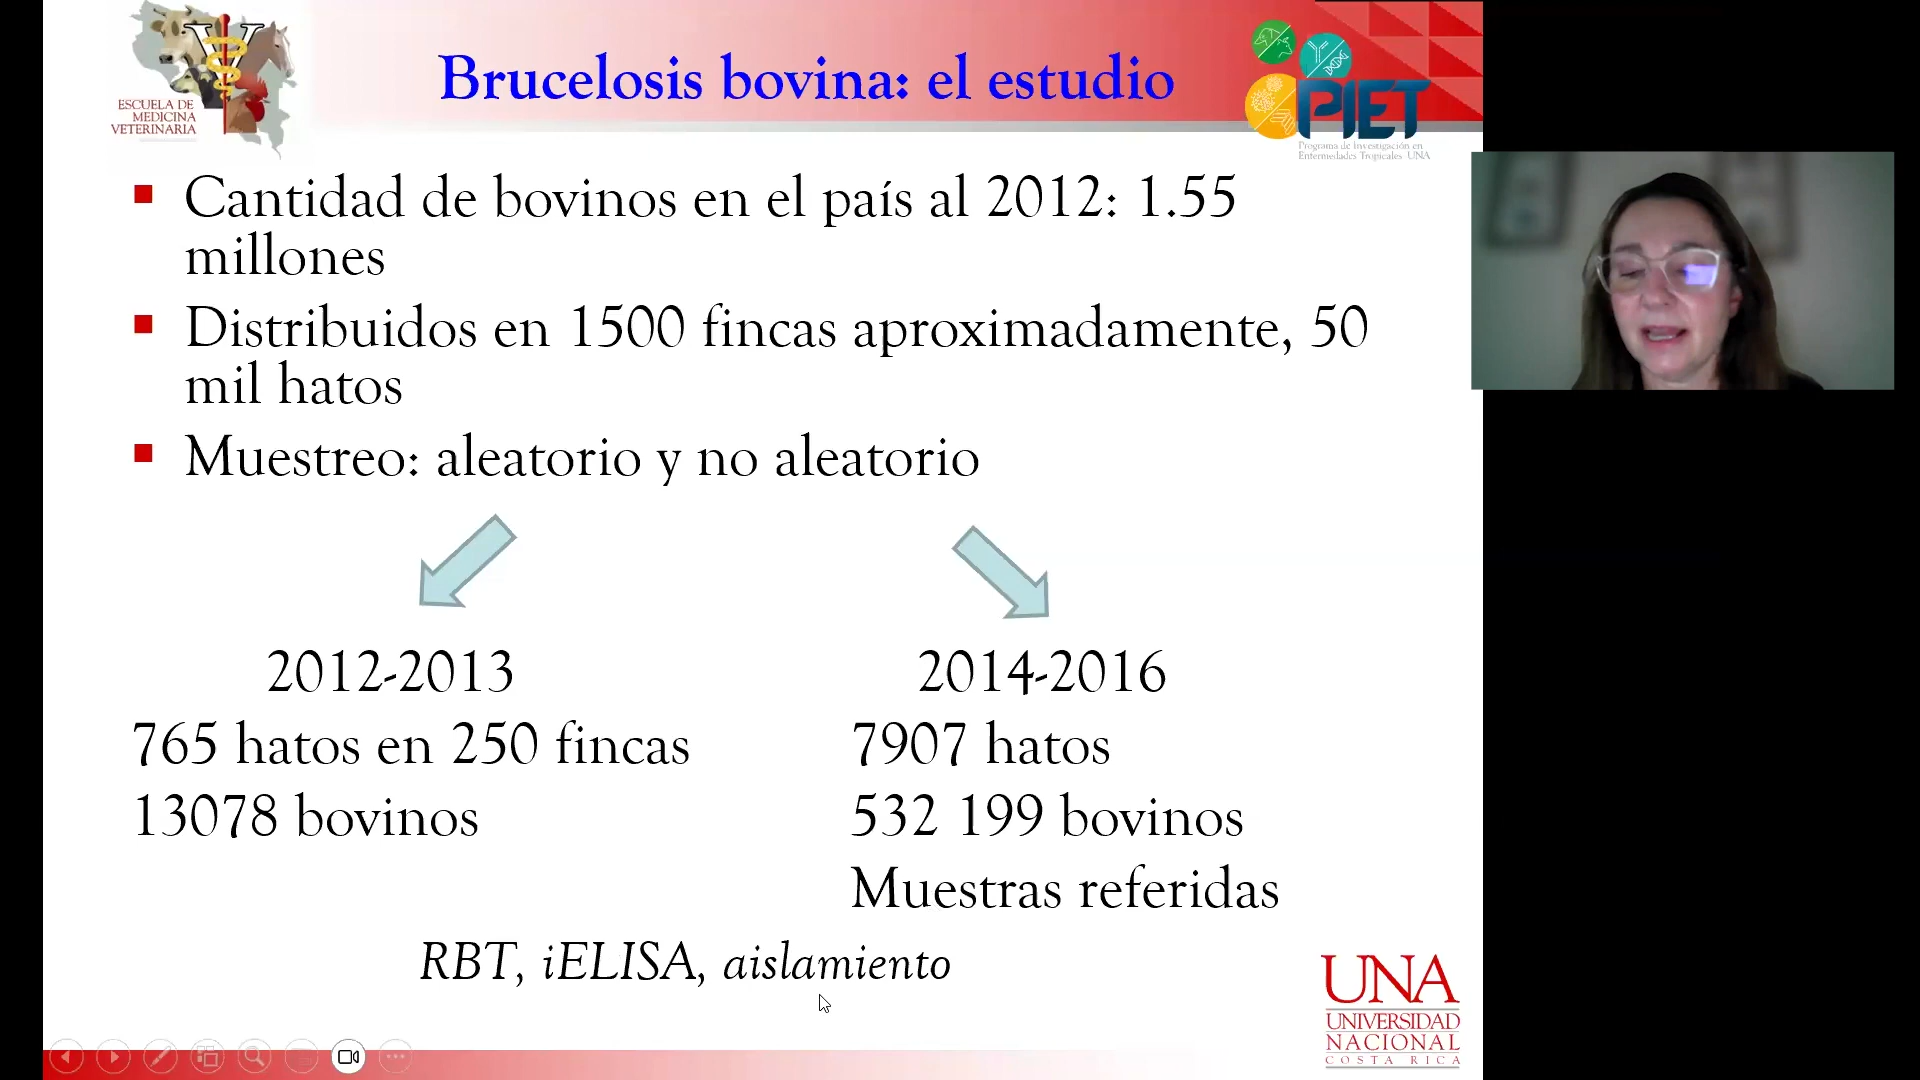 ESCUELA DE
MEDICINA
VETERINARIA
Brucelosis bovina: el estudio
PIET
Programa de Investigación en
Enfermedades Tropicales UNA
Cantidad de bovinos en el país al 2012: 1.55
millones
Distribuidos en 1500 fincas aproximadamente, 50
mil hatos
Muestreo: aleatorio y no aleatorio
2012-2013
765 hatos en 250 fincas
13078 bovinos
2014-2016
7907 hatos
532 199 bovinos
Muestras referidas
RBT, iELISA, aislamiento
UNA
UNIVERSIDAD
NACIONAL
COSTA RICA